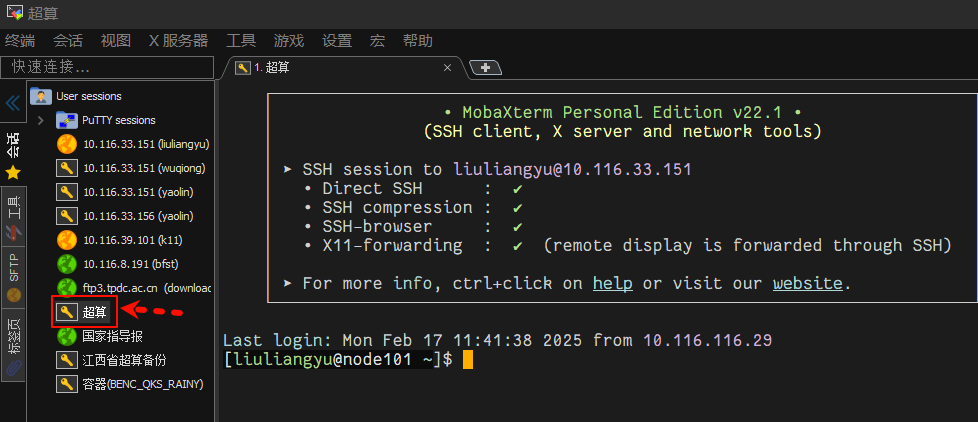 超算
终端 会话 视图 X 服务器 工具 游戏 设置 宏 帮助
快速连接...
1. 超算
会话
工具
SFTP
标签页
User sessions
PuTTY sessions
10.116.33.151 (liuliangyu)
10.116.33.151 (wuqiong)
10.116.33.151 (yaolin)
10.116.33.156 (yaolin)
10.116.39.101 (k11)
10.116.8.191 (bfst)
ftp3.tpdc.ac.cn (download
超算
国家指导报
江西省超算备份
容器(BENC_QKS_RAINY)
• MobaXterm Personal Edition v22.1 •
(SSH client, X server and network tools)
➤ SSH session to liuliangyu@10.116.33.151
• Direct SSH : ✔
• SSH compression : ✔
• SSH-browser : ✔
• X11-forwarding : ✔ (remote display is forwarded through SSH)
➤ For more info, ctrl+click on help or visit our website.
Last login: Mon Feb 17 11:41:38 2025 from 10.116.116.29
[liuliangyu@node101 ~]$